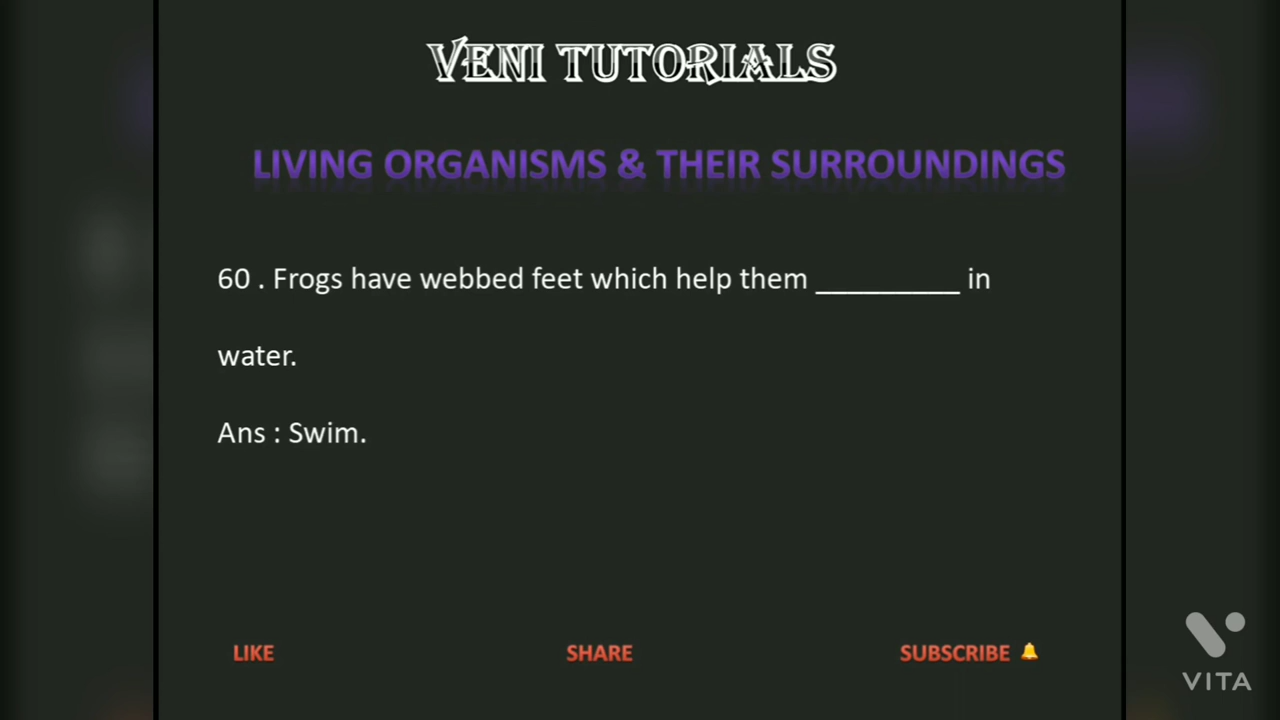 VENI TUTORIALS
LIVING ORGANISMS & THEIR SURROUNDINGS
60 . Frogs have webbed feet which help them _________ in
water.
Ans : Swim.
LIKE SHARE SUBSCRIBE 🔔
VITA